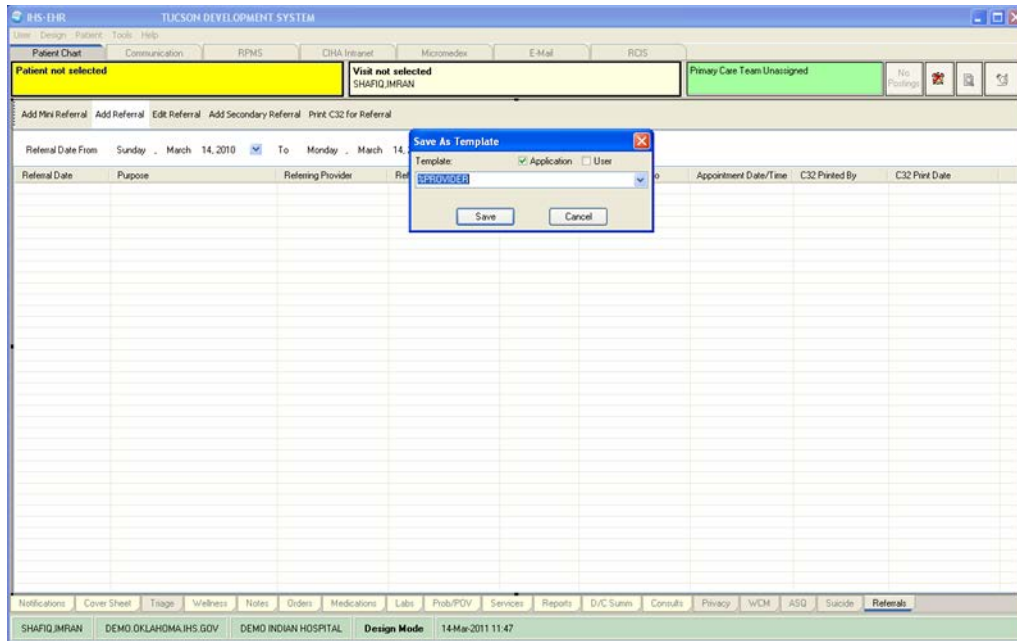 IHS-EHR TUCSON DEVELOPMENT SYSTEM
User Design Patient Tools Help
Patient Chart Communication RPMS CIHA Intranet Micromedex E-Mail RCIS
Patient not selected Visit not selected Primary Care Team Unassigned No
SHAFIQ,IMRAN Postings
Add Mini Referral Add Referral Edit Referral Add Secondary Referral Print C32 for Referral
Save As Template
Referral Date From Sunday , March 14, 2010 To Monday , March 14,
Template: Application User
Referral Date Purpose Referring Provider Appointment Date/Time C32 Printed By C32 Print Date
%PROVIDER
Save Cancel
Notifications Cover Sheet Triage Wellness Notes Orders Medications Labs Prob/POV Services Reports D/C Summ Consults Privacy WCM ASQ Suicide Referrals
SHAFIQ,IMRAN DEMO.OKLAHOMA.IHS.GOV DEMO INDIAN HOSPITAL Design Mode 14-Mar-2011 11:47